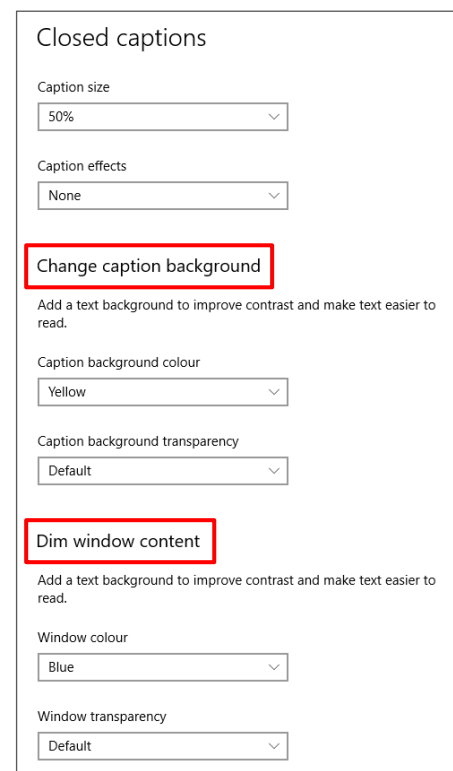 Closed captions
Caption size
50%
Caption effects
None
Change caption background
Add a text background to improve contrast and make text easier to
read.
Caption background colour
Yellow
Caption background transparency
Default
Dim window content
Add a text background to improve contrast and make text easier to
read.
Window colour
Blue
Window transparency
Default